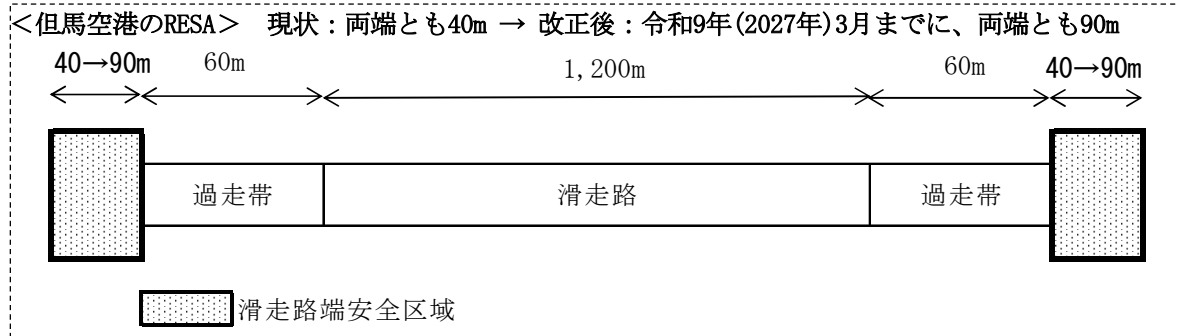 ＜但馬空港のRESA＞　現状：両端とも40m → 改正後：令和9年(2027年)3月までに、両端とも90m
40→90m　60m　1,200m　60m　40→90m
過走帯　滑走路　過走帯
滑走路端安全区域